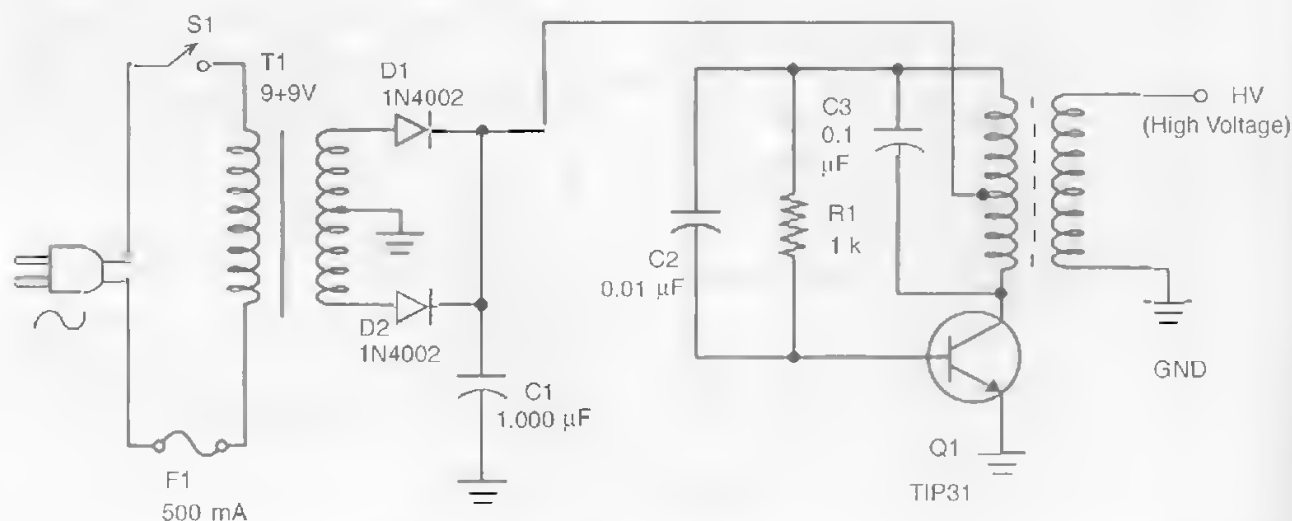 S1
T1
9+9V
D1
1N4002
D2
1N4002
C1
1.000 µF
F1
500 mA
C2
0.01 µF
R1
1 k
C3
0.1
µF
HV
(High Voltage)
GND
Q1
TIP31